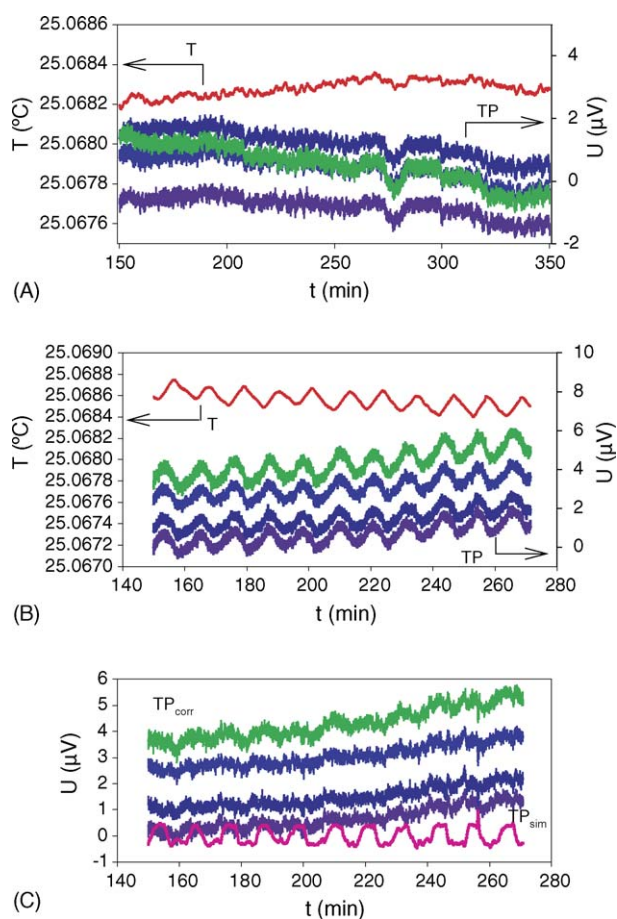 25.0686
25.0684
25.0682
25.0680
25.0678
25.0676
T (ºC)
T
TP
4
2
0
-2
U (µV)
150 200 250 300 350
t (min)
(A)
25.0690
25.0688
25.0686
25.0684
25.0682
25.0680
25.0678
25.0676
25.0674
25.0672
25.0670
T (ºC)
T
TP
10
8
6
4
2
0
U (µV)
140 160 180 200 220 240 260 280
t (min)
(B)
6
5
4
3
2
1
0
-1
U (µV)
TPcorr
TPsim
140 160 180 200 220 240 260 280
t (min)
(C)